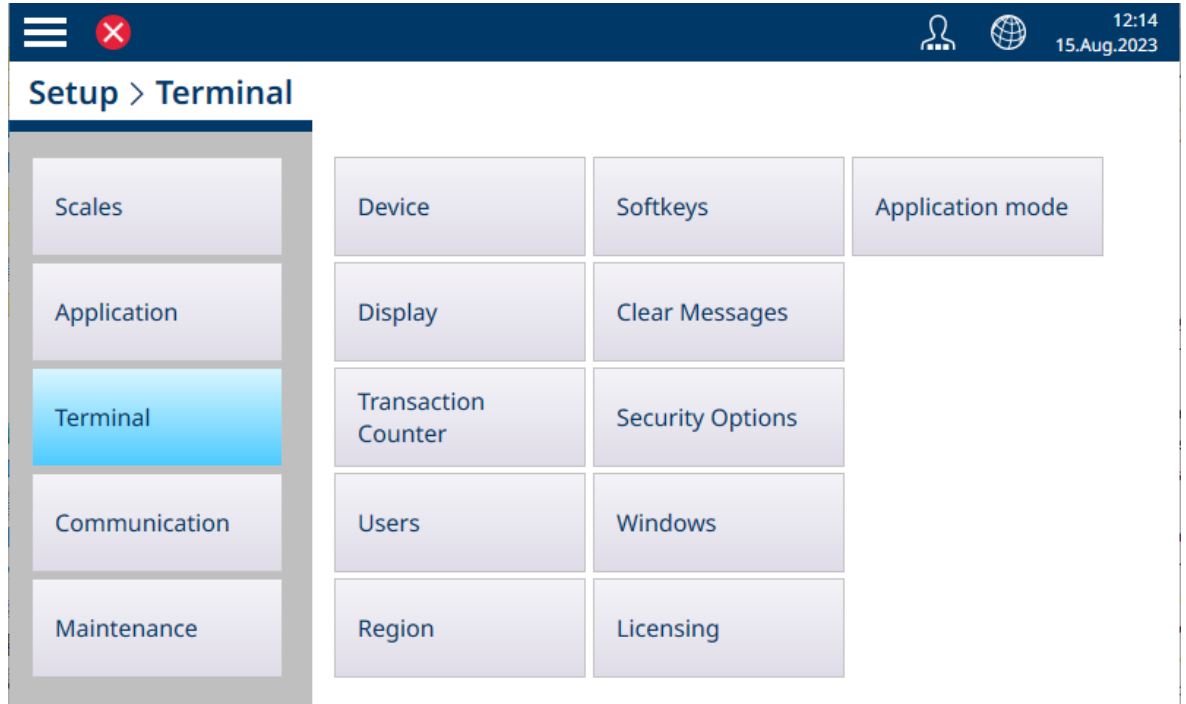 12:14
15.Aug.2023
Setup > Terminal
Scales
Application
Terminal
Communication
Maintenance
Device
Softkeys
Application mode
Display
Clear Messages
Transaction
Counter
Security Options
Users
Windows
Region
Licensing